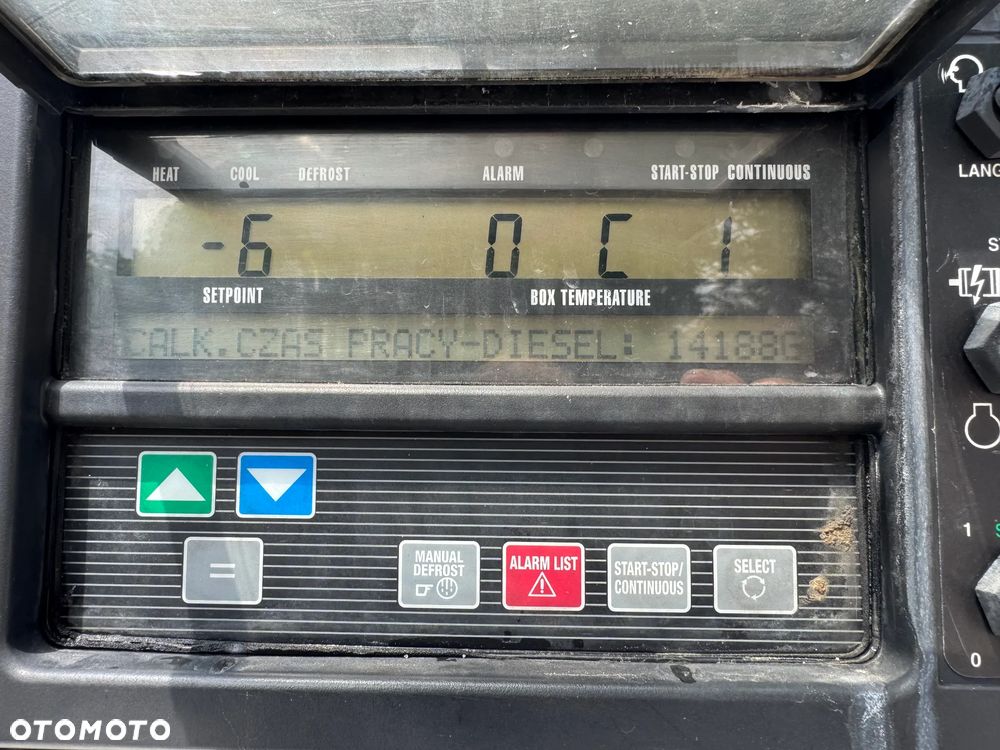 HEAT COOL DEFROST ALARM START-STOP CONTINUOUS
-6 0 C 1
SETPOINT BOX TEMPERATURE
CALK.CZAS PRACY-DIESEL: 14188G
MANUAL DEFROST
ALARM LIST
START-STOP/
CONTINUOUS
SELECT
=
LANG
S
1 S
0
OTOMOTO